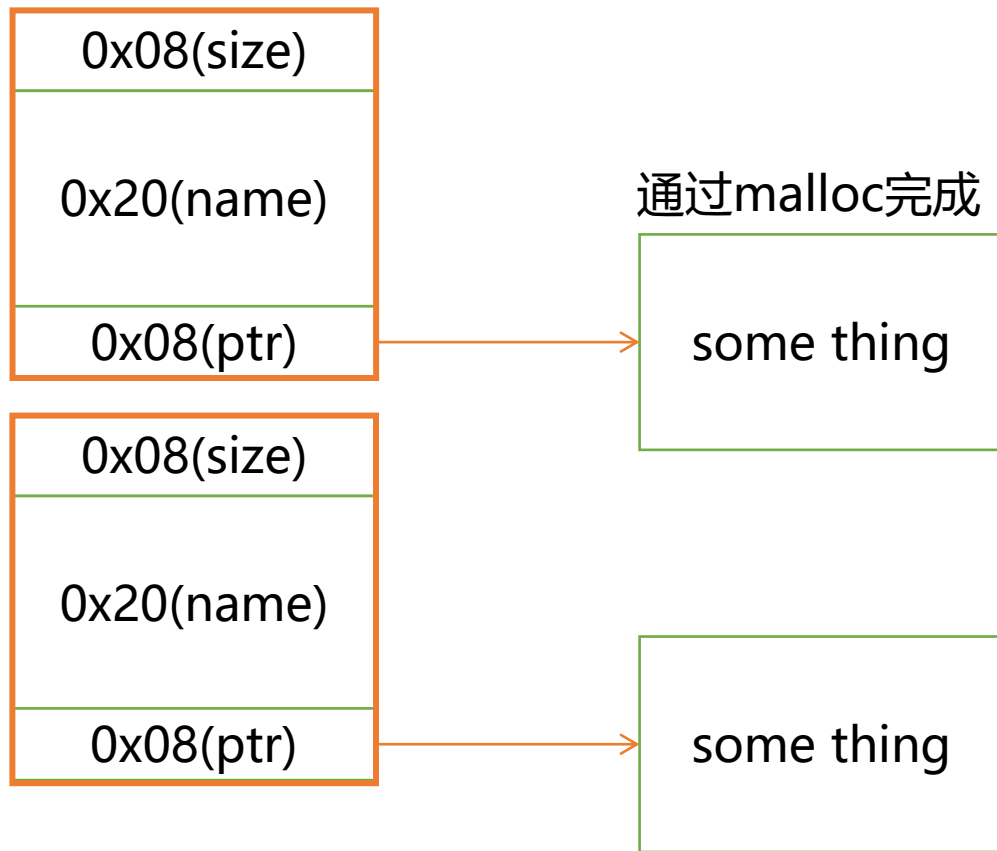 0x08(size)
0x20(name)
0x08(ptr)
通过malloc完成
some thing
0x08(size)
0x20(name)
0x08(ptr)
some thing